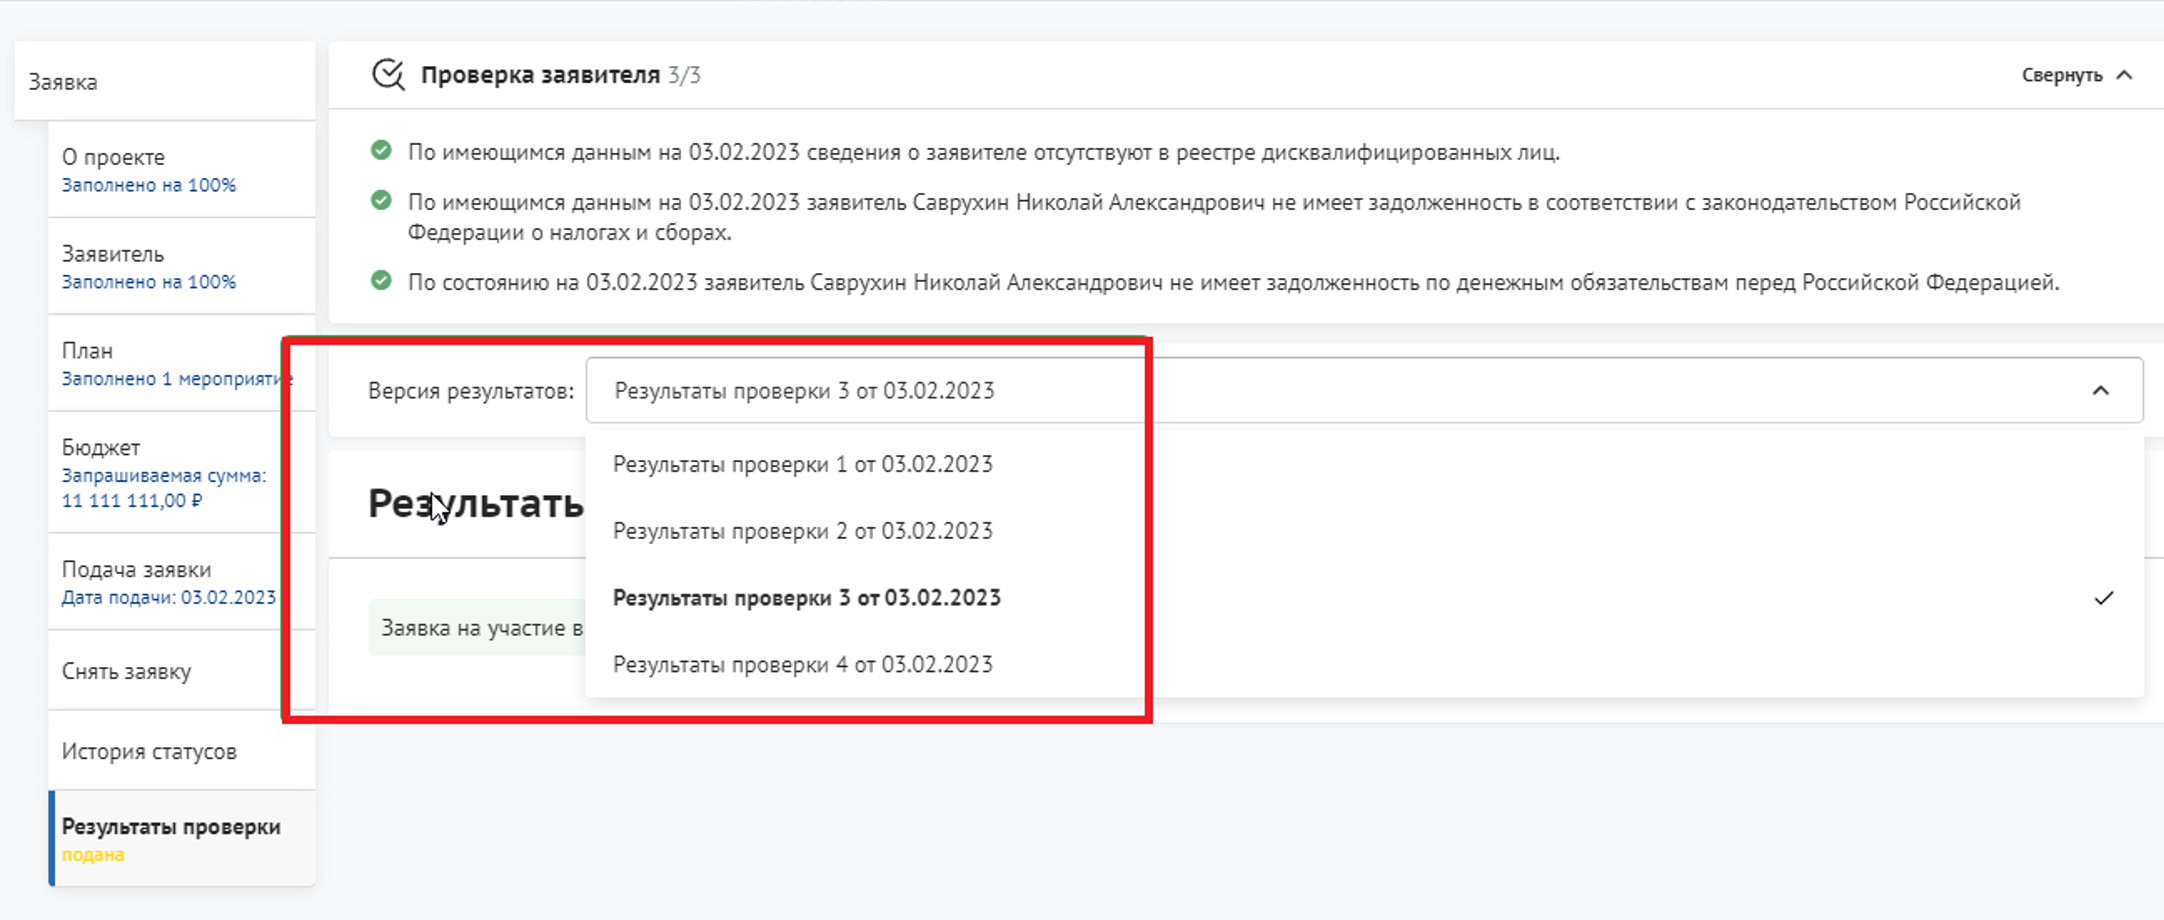 Заявка
О проекте
Заполнено на 100%
Заявитель
Заполнено на 100%
План
Заполнено 1 мероприятие
Бюджет
Запрашиваемая сумма:
11 111 111,00 ₽
Подача заявки
Дата подачи: 03.02.2023
Снять заявку
История статусов
Результаты проверки
подана
Проверка заявителя 3/3
Свернуть
По имеющимся данным на 03.02.2023 сведения о заявителе отсутствуют в реестре дисквалифицированных лиц.
По имеющимся данным на 03.02.2023 заявитель Саврухин Николай Александрович не имеет задолженность в соответствии с законодательством Российской
Федерации о налогах и сборах.
По состоянию на 03.02.2023 заявитель Саврухин Николай Александрович не имеет задолженность по денежным обязательствам перед Российской Федерацией.
Версия результатов: Результаты проверки 3 от 03.02.2023
Результаты проверки 1 от 03.02.2023
Результаты проверки 2 от 03.02.2023
Результаты проверки 3 от 03.02.2023
Результаты проверки 4 от 03.02.2023
Результать
Заявка на участие в